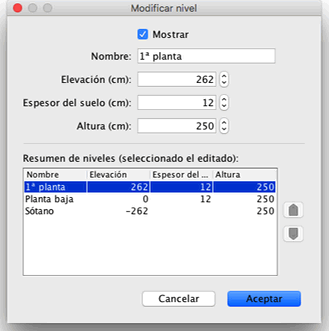 Modificar nivel
Mostrar
Nombre: 1ª planta
Elevación (cm): 262
Espesor del suelo (cm): 12
Altura (cm): 250
Resumen de niveles (seleccionado el editado):
Nombre Elevación Espesor del ... Altura
1ª planta 262 12 250
Planta baja 0 12 250
Sótano -262 250
Cancelar Aceptar